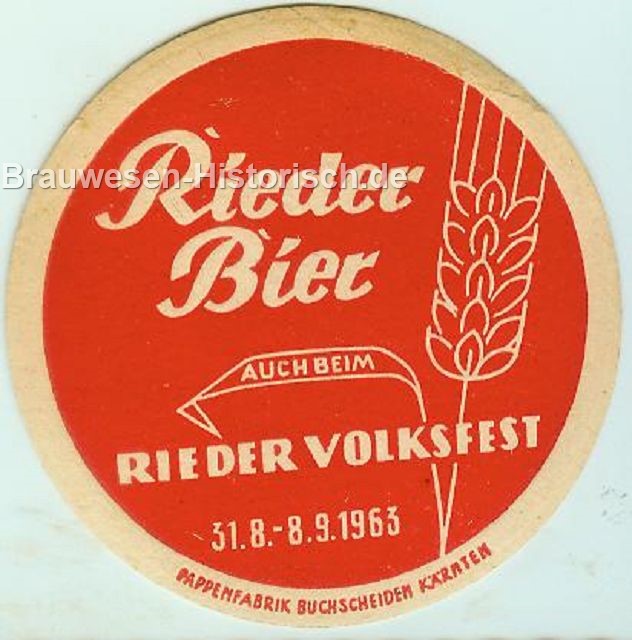 Rieder
Brauwesen-Historisch.de
Bier
AUCH BEIM
RIEDER VOLKSFEST
31.8.-8.9.1963
PAPPENFABRIK BUCHSCHEIDEN KÄRNTEN